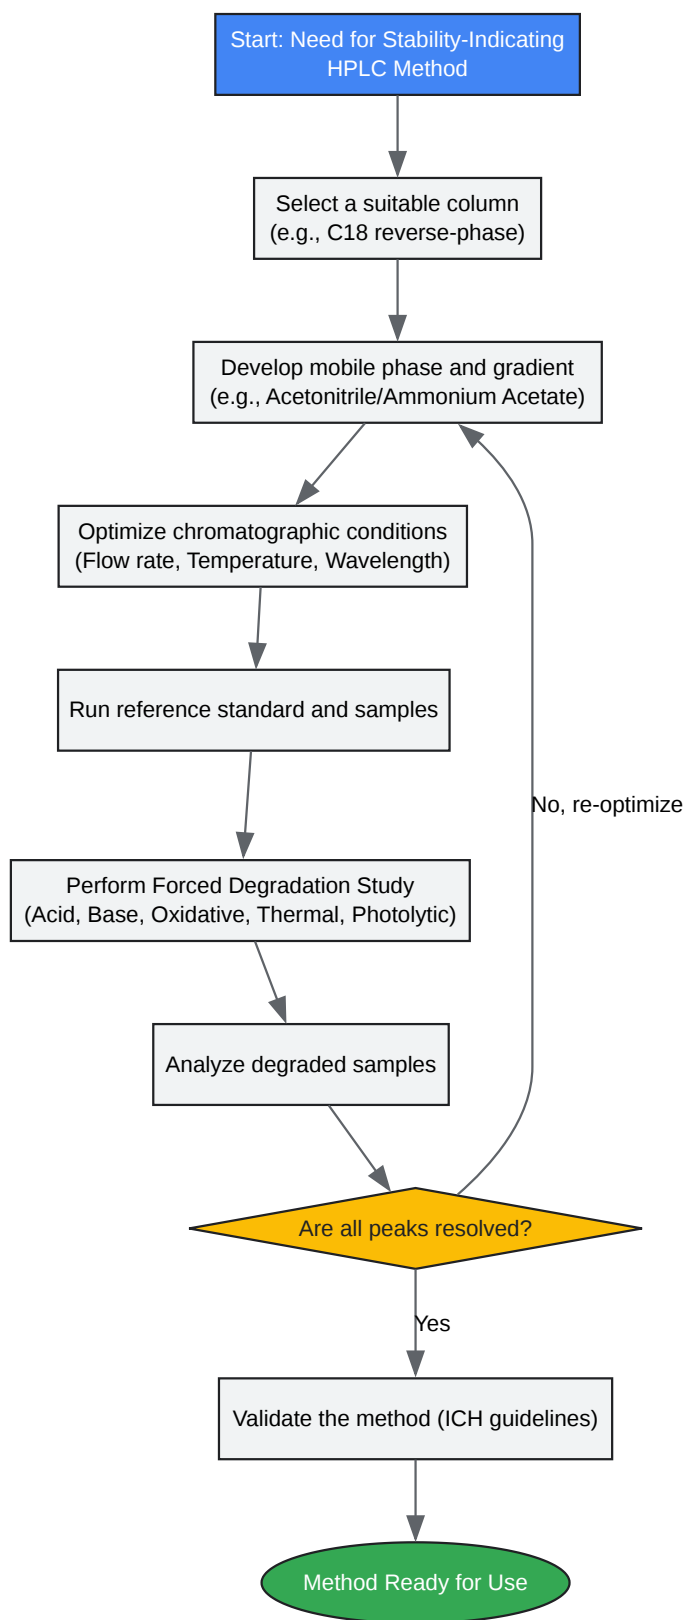 Start: Need for Stability-Indicating
HPLC Method
Select a suitable column
(e.g., C18 reverse-phase)
Develop mobile phase and gradient
(e.g., Acetonitrile/Ammonium Acetate)
Optimize chromatographic conditions
(Flow rate, Temperature, Wavelength)
Run reference standard and samples
No, re-optimize
Perform Forced Degradation Study
(Acid, Base, Oxidative, Thermal, Photolytic)
Analyze degraded samples
Are all peaks resolved?
Yes
Validate the method (ICH guidelines)
Method Ready for Use